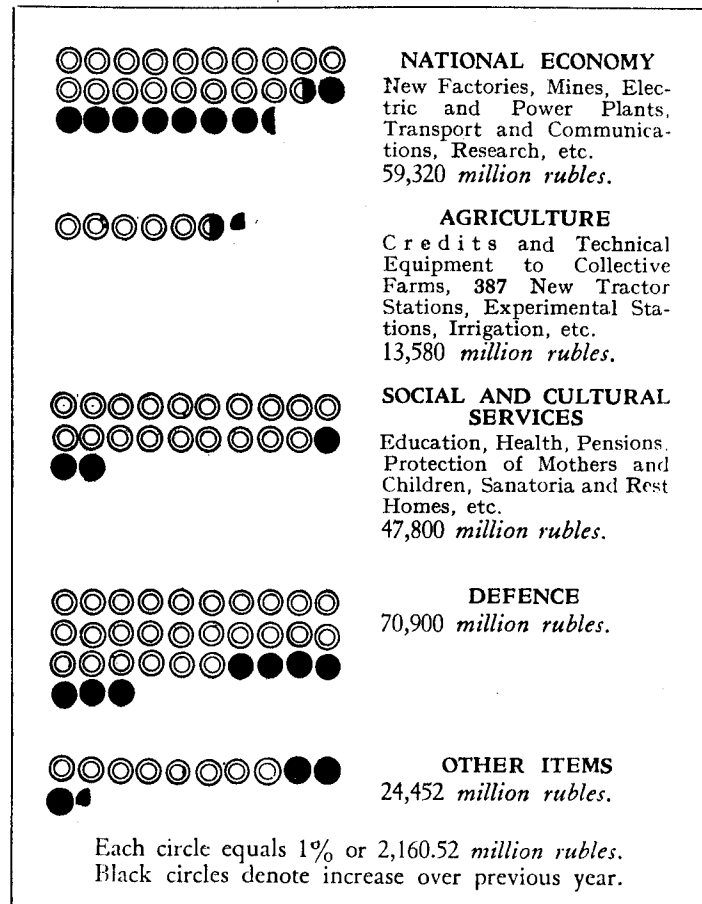 NATIONAL ECONOMY
New Factories, Mines, Elec-
tric and Power Plants,
Transport and Communica-
tions, Research, etc.
59,320 million rubles.
AGRICULTURE
Credits and Technical
Equipment to Collective
Farms, 387 New Tractor
Stations, Experimental Sta-
tions, Irrigation, etc.
13,580 million rubles.
SOCIAL AND CULTURAL
SERVICES
Education, Health, Pensions,
Protection of Mothers and
Children, Sanatoria and Rest
Homes, etc.
47,800 million rubles.
DEFENCE
70,900 million rubles.
OTHER ITEMS
24,452 million rubles.
Each circle equals 1% or 2,160.52 million rubles.
Black circles denote increase over previous year.